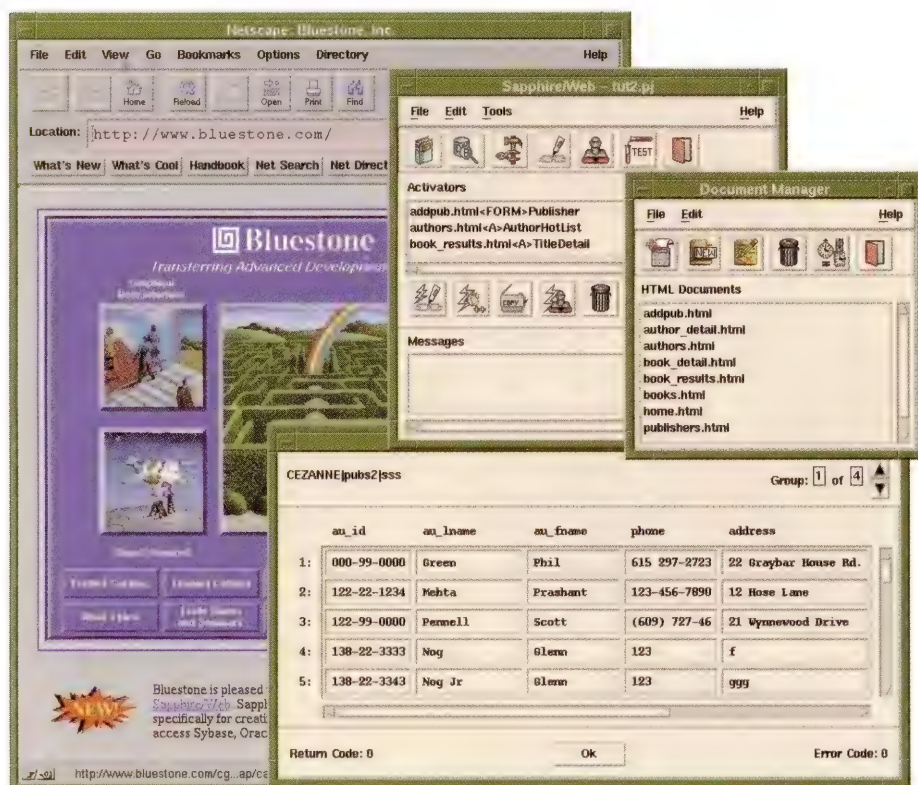 Netscape: Bluestone, Inc.
File Edit View Go Bookmarks Options Directory Help
Home Reload Open Print Find
Location: http://www.bluestone.com/
What's New What's Cool Handbook Net Search Net Direct
Bluestone
Transferring Advanced Developmen
NEW!
Bluestone is pleased
Sapphire/Web Sapp
specifically for creati
access Sybase, Orac
http://www.bluestone.com/cg...ap/ca
Sapphire/Web - tut2.pj
File Edit Tools Help
TEST
Activators
addpub.html<FORM>Publisher
authors.html<A>AuthorHotList
book_results.html<A>TitleDetail
COPY
Messages
Document Manager
File Edit Help
NEW
HTML Documents
addpub.html
author_detail.html
authors.html
book_detail.html
book_results.html
books.html
home.html
publishers.html
CEZANNE|pubs2|sss Group: 1 of 4
au_id au_lname au_fname phone address
1: 000-99-0000 Green Phil 615 297-2723 22 Graybar House Rd.
2: 122-22-1234 Mehta Prashant 123-456-7890 12 Hose Lane
3: 122-99-0000 Pennell Scott (609) 727-46 21 Wynnewood Drive
4: 138-22-3333 Nog Glenn 123 f
5: 138-22-3343 Nog Jr Glenn 123 ggg
Return Code: 0 Ok Error Code: 0